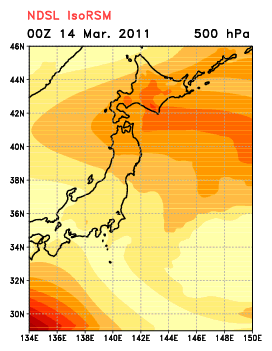 NDSL IsoRSM
00Z 14 Mar. 2011 500 hPa
46N
44N
42N
40N
38N
36N
34N
32N
30N
134E 136E 138E 140E 142E 144E 146E 148E 150E